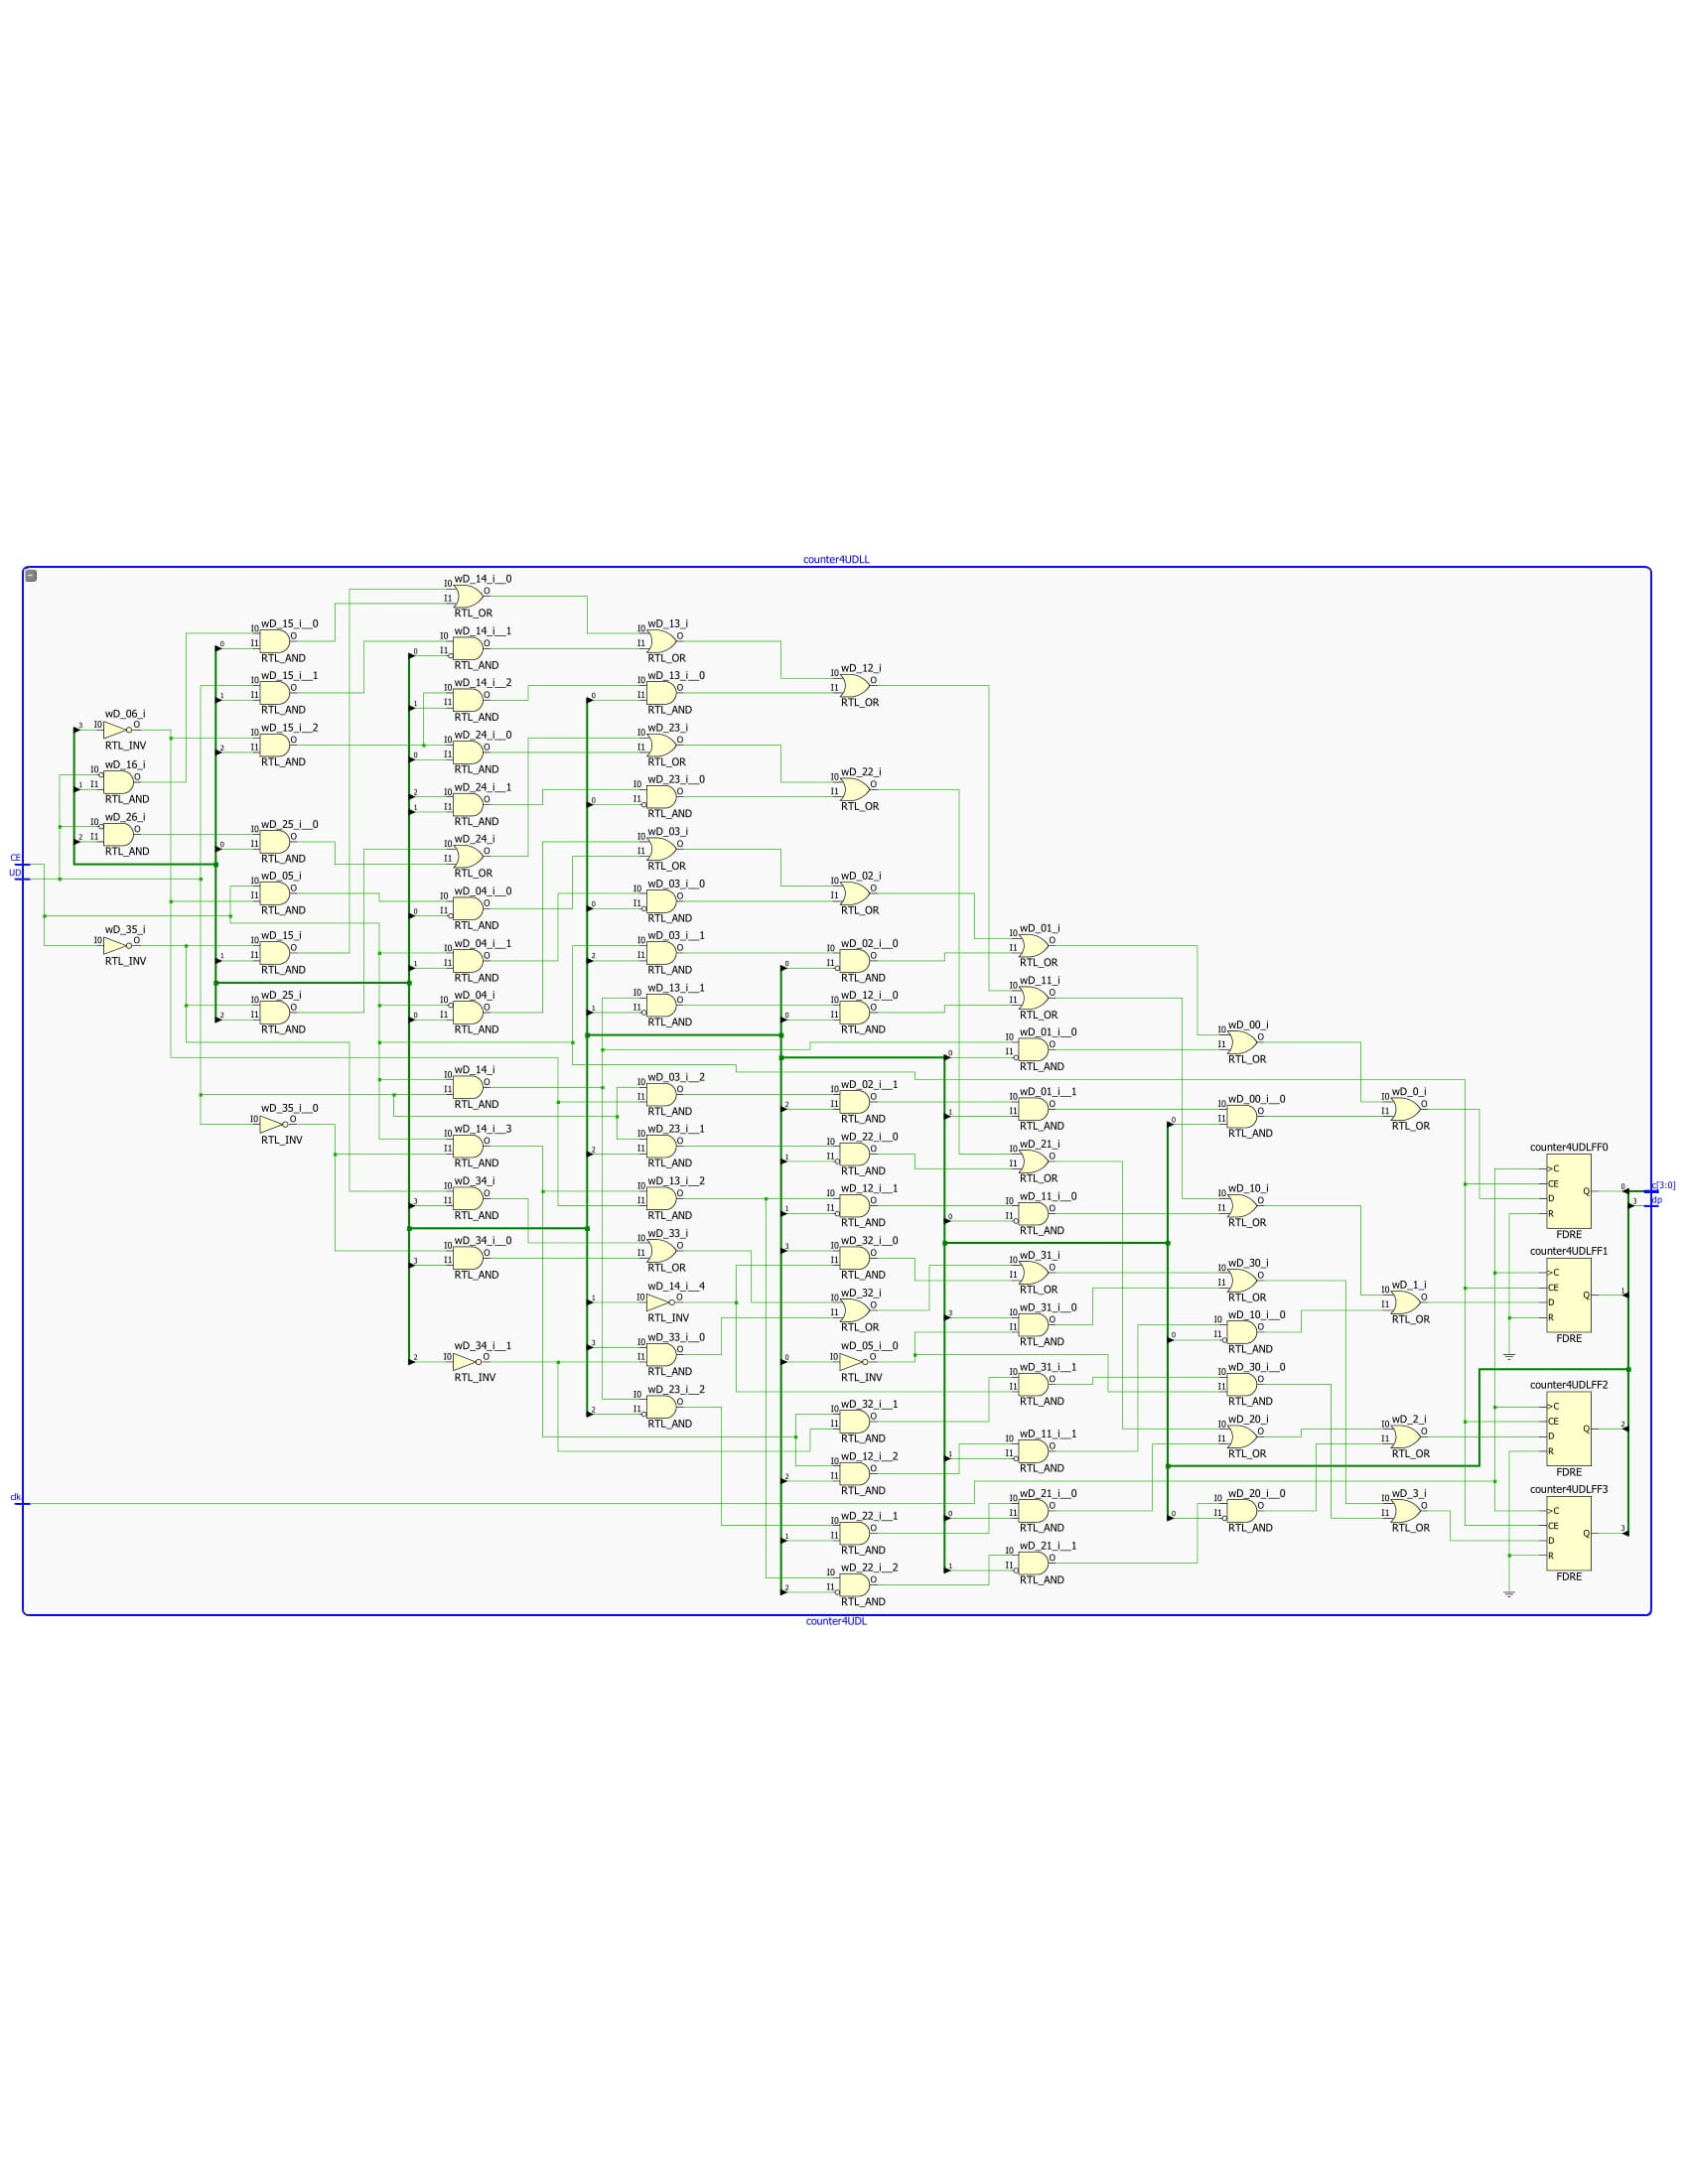 counter4UDLL
wD_14_i__0
RTL_OR
wD_15_i__0
RTL_AND
wD_14_i__1
RTL_AND
wD_13_i
RTL_OR
wD_15_i__1
RTL_AND
wD_14_i__2
RTL_AND
wD_13_i__0
RTL_AND
wD_12_i
RTL_OR
wD_06_i
RTL_INV
wD_15_i__2
RTL_AND
wD_24_i__0
RTL_AND
wD_23_i
RTL_OR
wD_16_i
RTL_AND
wD_24_i__1
RTL_AND
wD_23_i__0
RTL_AND
wD_22_i
RTL_OR
wD_26_i
RTL_AND
wD_25_i__0
RTL_AND
wD_24_i
RTL_OR
wD_03_i
RTL_OR
CE
UD
wD_05_i
RTL_AND
wD_04_i__0
RTL_AND
wD_03_i__0
RTL_AND
wD_02_i
RTL_OR
wD_35_i
RTL_INV
wD_15_i
RTL_AND
wD_04_i__1
RTL_AND
wD_03_i__1
RTL_AND
wD_02_i__0
RTL_AND
wD_01_i
RTL_OR
wD_25_i
RTL_AND
wD_04_i
RTL_AND
wD_13_i__1
RTL_AND
wD_12_i__0
RTL_AND
wD_11_i
RTL_OR
wD_01_i__0
RTL_AND
wD_00_i
RTL_OR
wD_14_i
RTL_AND
wD_03_i__2
RTL_AND
wD_02_i__1
RTL_AND
wD_01_i__1
RTL_AND
wD_00_i__0
RTL_AND
wD_0_i
RTL_OR
wD_35_i__0
RTL_INV
wD_14_i__3
RTL_AND
wD_23_i__1
RTL_AND
wD_22_i__0
RTL_AND
wD_21_i
RTL_OR
counter4UDLFF0
C
CE
D
R
Q
FDRE
c[3:0]
dp
wD_34_i
RTL_AND
wD_13_i__2
RTL_AND
wD_12_i__1
RTL_AND
wD_11_i__0
RTL_AND
wD_10_i
RTL_OR
wD_34_i__0
RTL_AND
wD_33_i
RTL_OR
wD_32_i__0
RTL_AND
wD_31_i
RTL_OR
wD_30_i
RTL_OR
wD_1_i
RTL_OR
counter4UDLFF1
C
CE
D
R
Q
FDRE
wD_14_i__4
RTL_INV
wD_32_i
RTL_OR
wD_31_i__0
RTL_AND
wD_10_i__0
RTL_AND
wD_34_i__1
RTL_INV
wD_33_i__0
RTL_AND
wD_05_i__0
RTL_INV
wD_31_i__1
RTL_AND
wD_30_i__0
RTL_AND
counter4UDLFF2
C
CE
D
R
Q
FDRE
wD_23_i__2
RTL_AND
wD_32_i__1
RTL_AND
wD_11_i__1
RTL_AND
wD_20_i
RTL_OR
wD_2_i
RTL_OR
wD_12_i__2
RTL_AND
clk
wD_22_i__1
RTL_AND
wD_21_i__0
RTL_AND
wD_20_i__0
RTL_AND
wD_3_i
RTL_OR
counter4UDLFF3
C
CE
D
R
Q
FDRE
wD_22_i__2
RTL_AND
wD_21_i__1
RTL_AND
counter4UDL